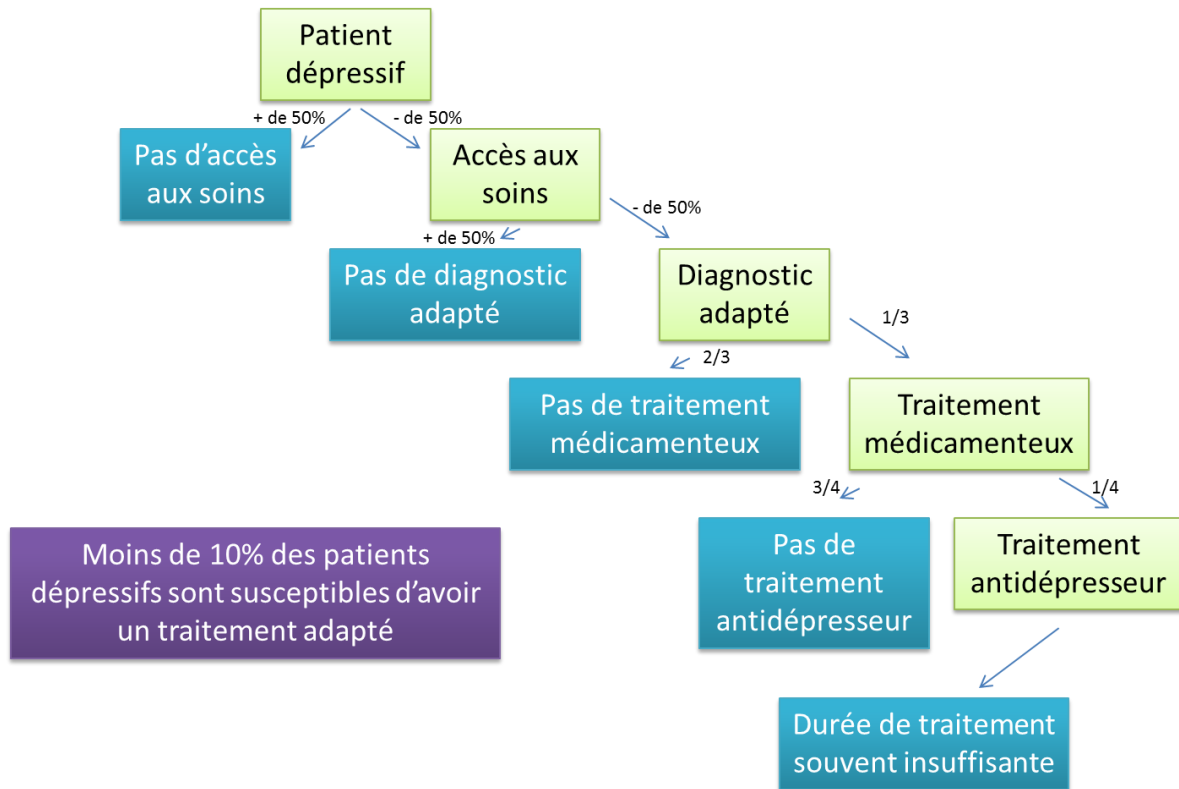 Patient
dépressif
+ de 50%
- de 50%
Pas d’accès
aux soins
Accès aux
soins
+ de 50%
- de 50%
Pas de diagnostic
adapté
Diagnostic
adapté
2/3
1/3
Pas de traitement
médicamenteux
Traitement
médicamenteux
3/4
1/4
Pas de
traitement
antidépresseur
Traitement
antidépresseur
Moins de 10% des patients
dépressifs sont susceptibles d’avoir
un traitement adapté
Durée de traitement
souvent insuffisante